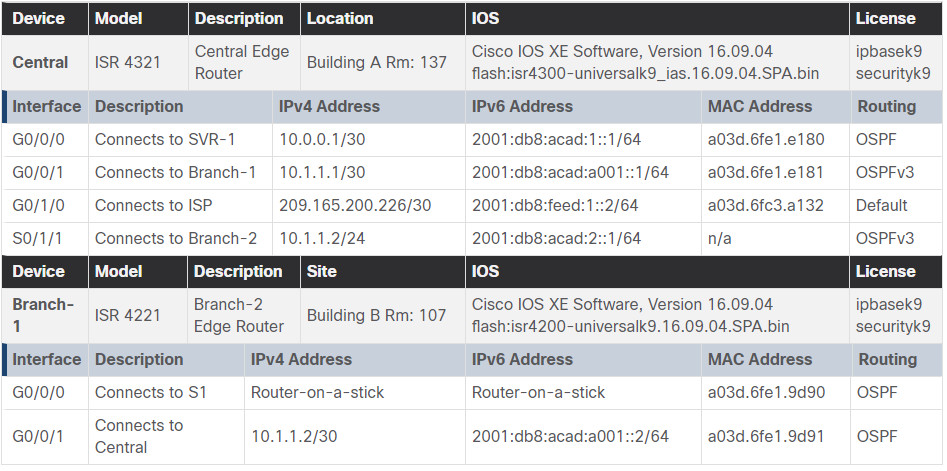 Device Model Description Location IOS License
Central ISR 4321 Central Edge Router Building A Rm: 137 Cisco IOS XE Software, Version 16.09.04 flash:isr4300-universalk9_ias.16.09.04.SPA.bin ipbasek9 securityk9
Interface Description IPv4 Address IPv6 Address MAC Address Routing
G0/0/0 Connects to SVR-1 10.0.0.1/30 2001:db8:acad:1::1/64 a03d.6fe1.e180 OSPF
G0/0/1 Connects to Branch-1 10.1.1.1/30 2001:db8:acad:a001::1/64 a03d.6fe1.e181 OSPFv3
G0/1/0 Connects to ISP 209.165.200.226/30 2001:db8:feed:1::2/64 a03d.6fc3.a132 Default
S0/1/1 Connects to Branch-2 10.1.1.2/24 2001:db8:acad:2::1/64 n/a OSPFv3
Device Model Description Site IOS License
Branch-1 ISR 4221 Branch-2 Edge Router Building B Rm: 107 Cisco IOS XE Software, Version 16.09.04 flash:isr4200-universalk9.16.09.04.SPA.bin ipbasek9 securityk9
Interface Description IPv4 Address IPv6 Address MAC Address Routing
G0/0/0 Connects to S1 Router-on-a-stick Router-on-a-stick a03d.6fe1.9d90 OSPF
G0/0/1 Connects to Central 10.1.1.2/30 2001:db8:acad:a001::2/64 a03d.6fe1.9d91 OSPF